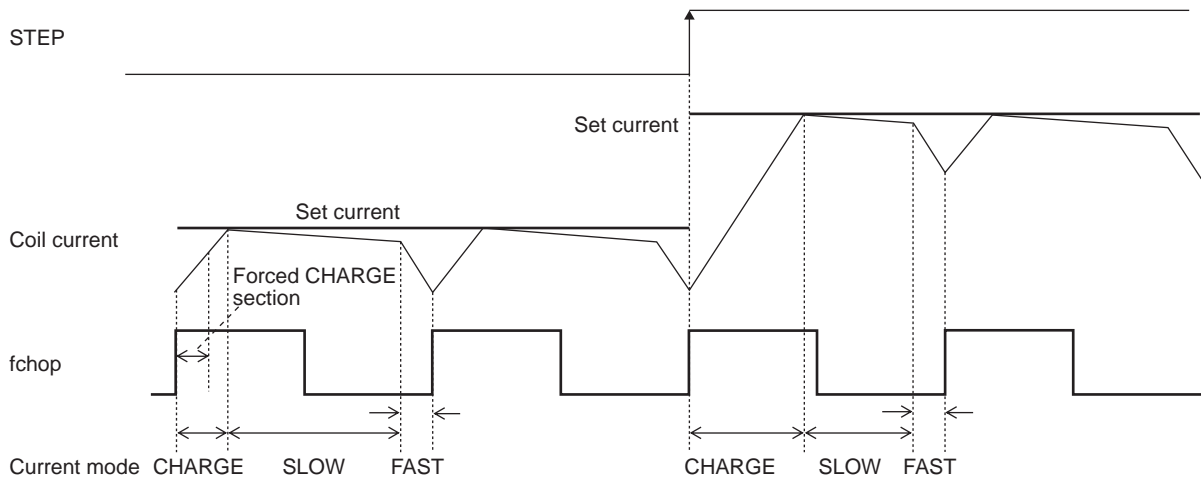 STEP
Set current
Set current
Coil current
Forced CHARGE
section
fchop
Current mode CHARGE SLOW FAST CHARGE SLOW FAST